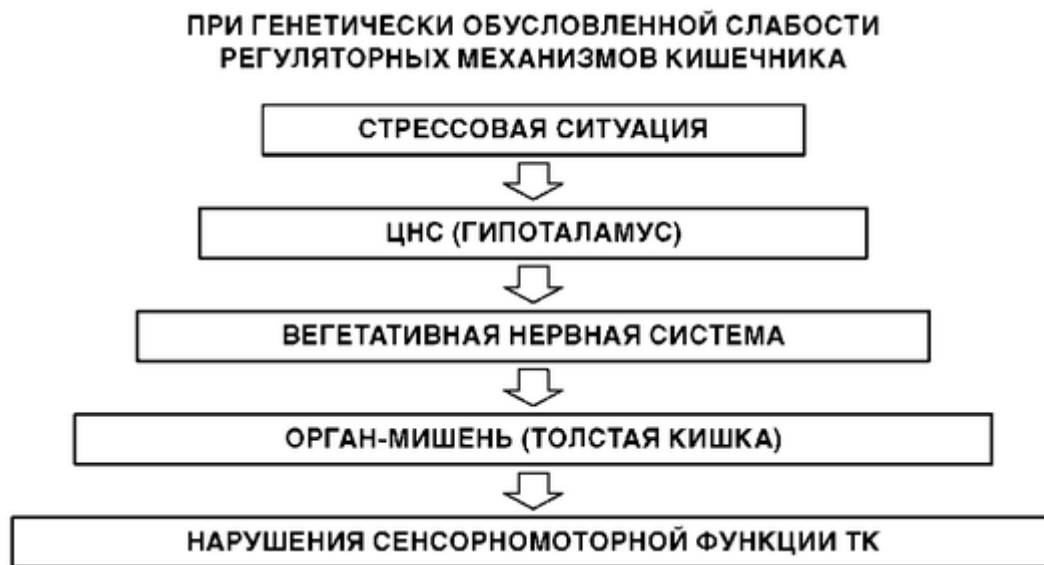 ПРИ ГЕНЕТИЧЕСКИ ОБУСЛОВЛЕННОЙ СЛАБОСТИ
РЕГУЛЯТОРНЫХ МЕХАНИЗМОВ КИШЕЧНИКА
СТРЕССОВАЯ СИТУАЦИЯ
ЦНС (ГИПОТАЛАМУС)
ВЕГЕТАТИВНАЯ НЕРВНАЯ СИСТЕМА
ОРГАН-МИШЕНЬ (ТОЛСТАЯ КИШКА)
НАРУШЕНИЯ СЕНСОРНОМОТОРНОЙ ФУНКЦИИ ТК